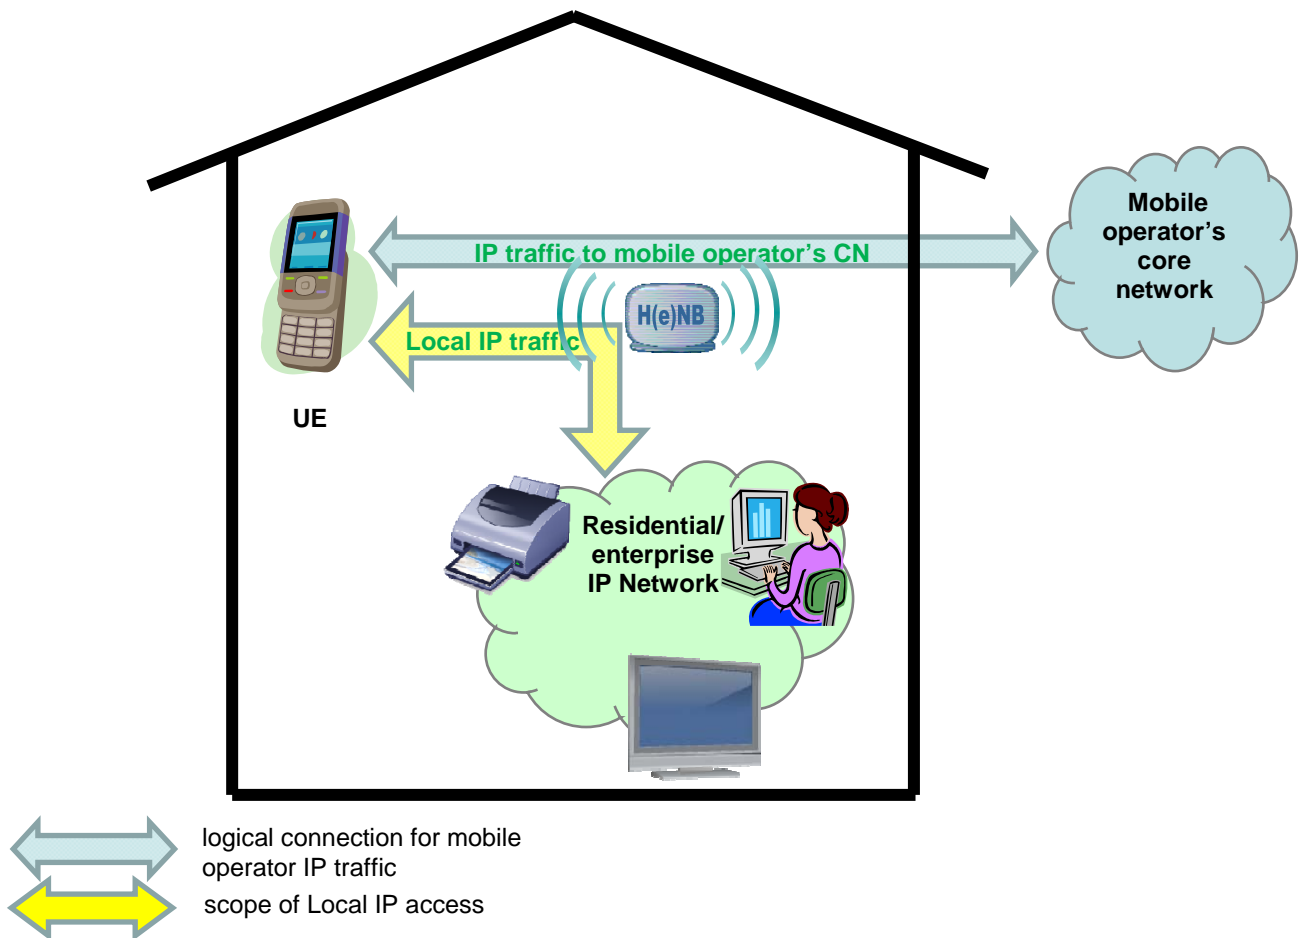 Mobile
operator’s
core
network
IP traffic to mobile operator’s CN
H(e)NB
Local IP traffic
UE
Residential/
enterprise
IP Network
logical connection for mobile
operator IP traffic
scope of Local IP access